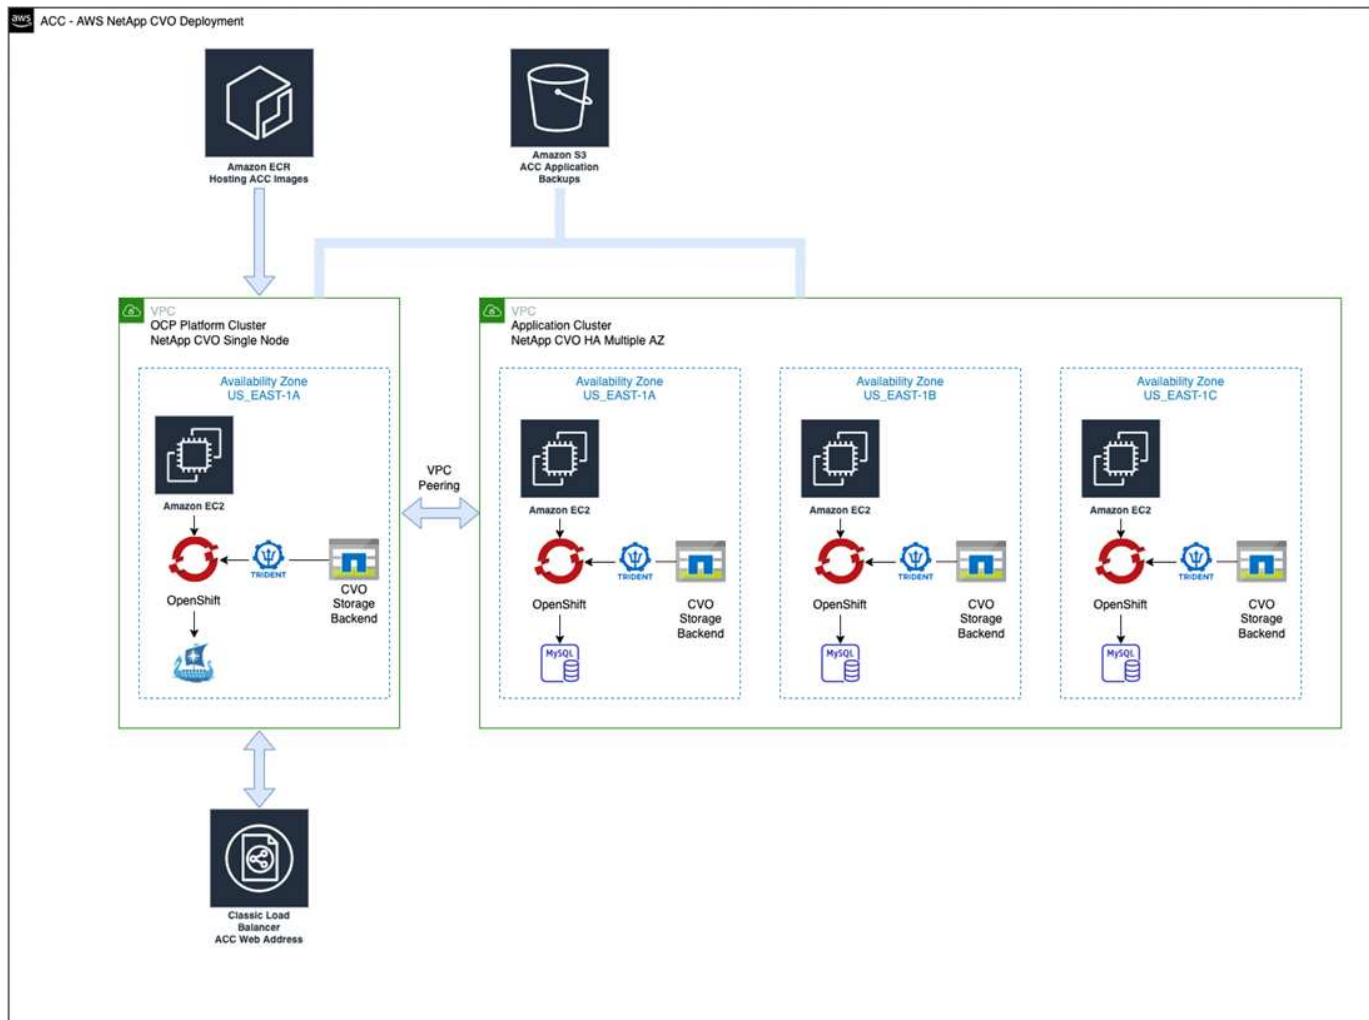 aws
ACC - AWS NetApp CVO Deployment
Amazon ECR
Hosting ACC Images
Amazon S3
ACC Application
Backups
VPC
OCP Platform Cluster
NetApp CVO Single Node
Availability Zone
US_EAST-1A
Amazon EC2
TRIDENT
OpenShift
CVO
Storage
Backend
VPC
Peering
VPC
Application Cluster
NetApp CVO HA Multiple AZ
Availability Zone
US_EAST-1A
Amazon EC2
TRIDENT
OpenShift
CVO
Storage
Backend
MySQL
Availability Zone
US_EAST-1B
Amazon EC2
TRIDENT
OpenShift
CVO
Storage
Backend
MySQL
Availability Zone
US_EAST-1C
Amazon EC2
TRIDENT
OpenShift
CVO
Storage
Backend
MySQL
Classic Load
Balancer
ACC Web Address